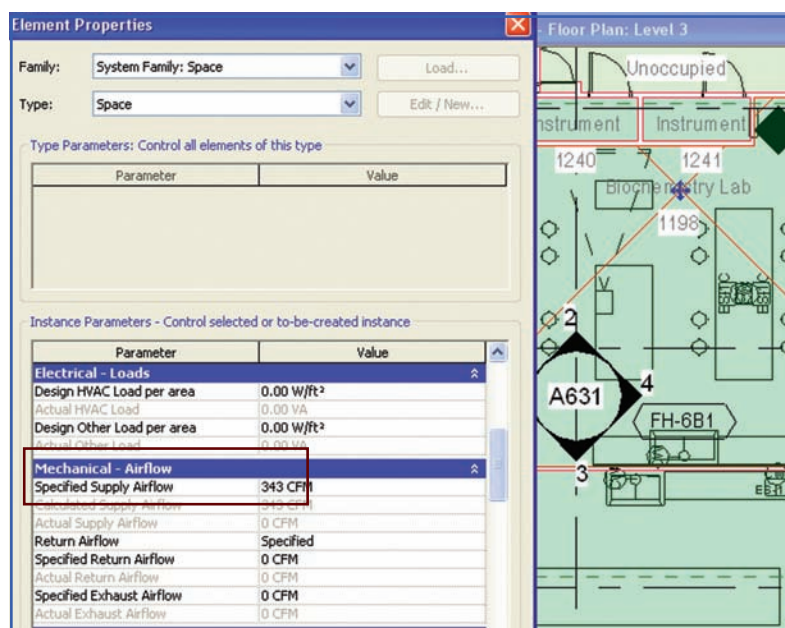 Element Properties
- Floor Plan: Level 3
Family:
System Family: Space
Load...
Type:
Space
Edit / New...
Type Parameters: Control all elements of this type
Parameter
Value
Instance Parameters - Control selected or to-be-created instance
Parameter
Value
Electrical - Loads
Design HVAC Load per area
0.00 W/ft²
Actual HVAC Load
0.00 VA
Design Other Load per area
0.00 W/ft²
Actual Other Load
0.00 VA
Mechanical - Airflow
Specified Supply Airflow
343 CFM
Calculated Supply Airflow
343 CFM
Actual Supply Airflow
0 CFM
Return Airflow
Specified
Specified Return Airflow
0 CFM
Actual Return Airflow
0 CFM
Specified Exhaust Airflow
0 CFM
Actual Exhaust Airflow
0 CFM
Unoccupied
Instrument
Instrument
1240
1241
Biochemistry Lab
1198
2
A631
4
3
FH-6B1